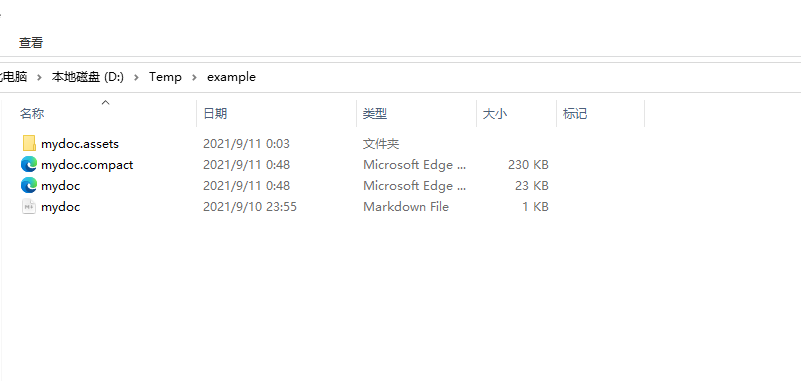 查看
电脑 > 本地磁盘 (D:) > Temp > example
名称 日期 类型 大小 标记
mydoc.assets 2021/9/11 0:03 文件夹
mydoc.compact 2021/9/11 0:48 Microsoft Edge ... 230 KB
mydoc 2021/9/11 0:48 Microsoft Edge ... 23 KB
mydoc 2021/9/10 23:55 Markdown File 1 KB